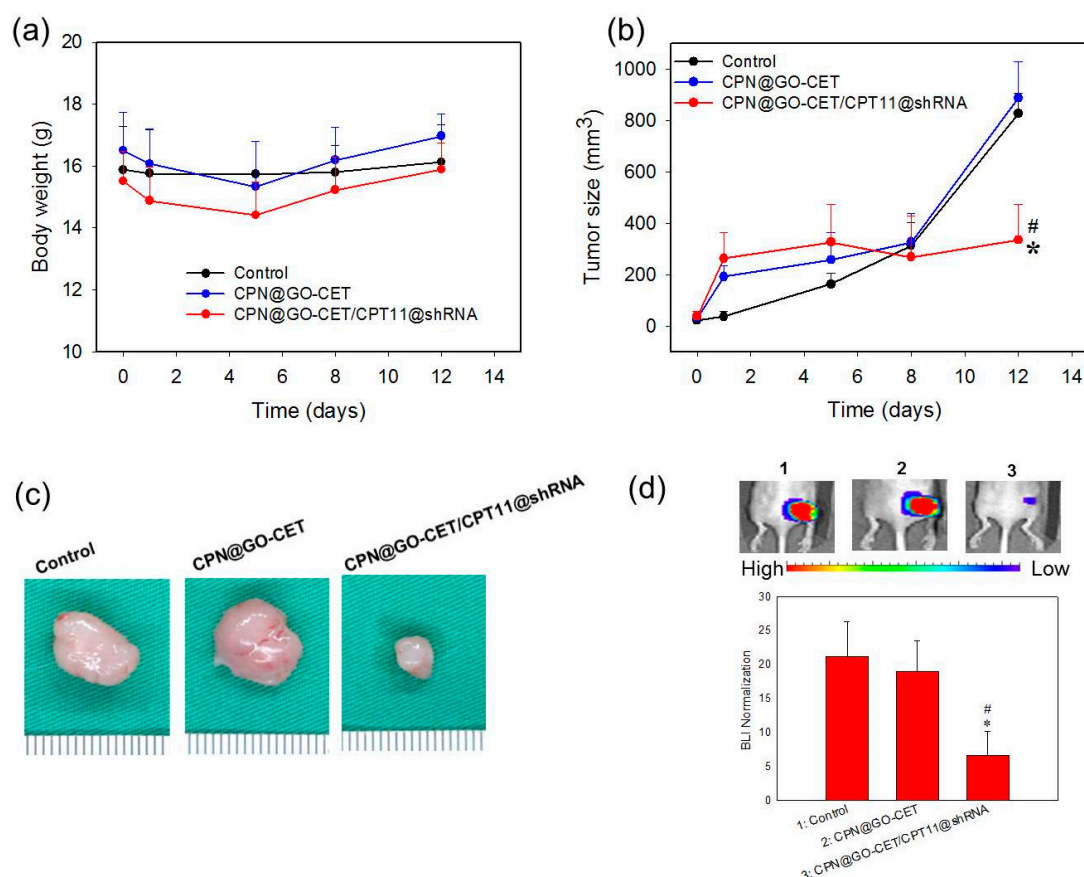 (a)
20
18
16
14
12
10
Body weight (g)
Control
CPN@GO-CET
CPN@GO-CET/CPT11@shRNA
0 2 4 6 8 10 12 14
Time (days)
(b)
1000
800
600
400
200
0
Tumor size (mm³)
Control
CPN@GO-CET
CPN@GO-CET/CPT11@shRNA
#
*
0 2 4 6 8 10 12 14
Time (days)
(c)
Control
CPN@GO-CET
CPN@GO-CET/CPT11@shRNA
(d)
1 2 3
High Low
30
25
20
15
10
5
0
BLI Normalization
#
*
1: Control
2: CPN@GO-CET
3: CPN@GO-CET/CPT11@shRNA